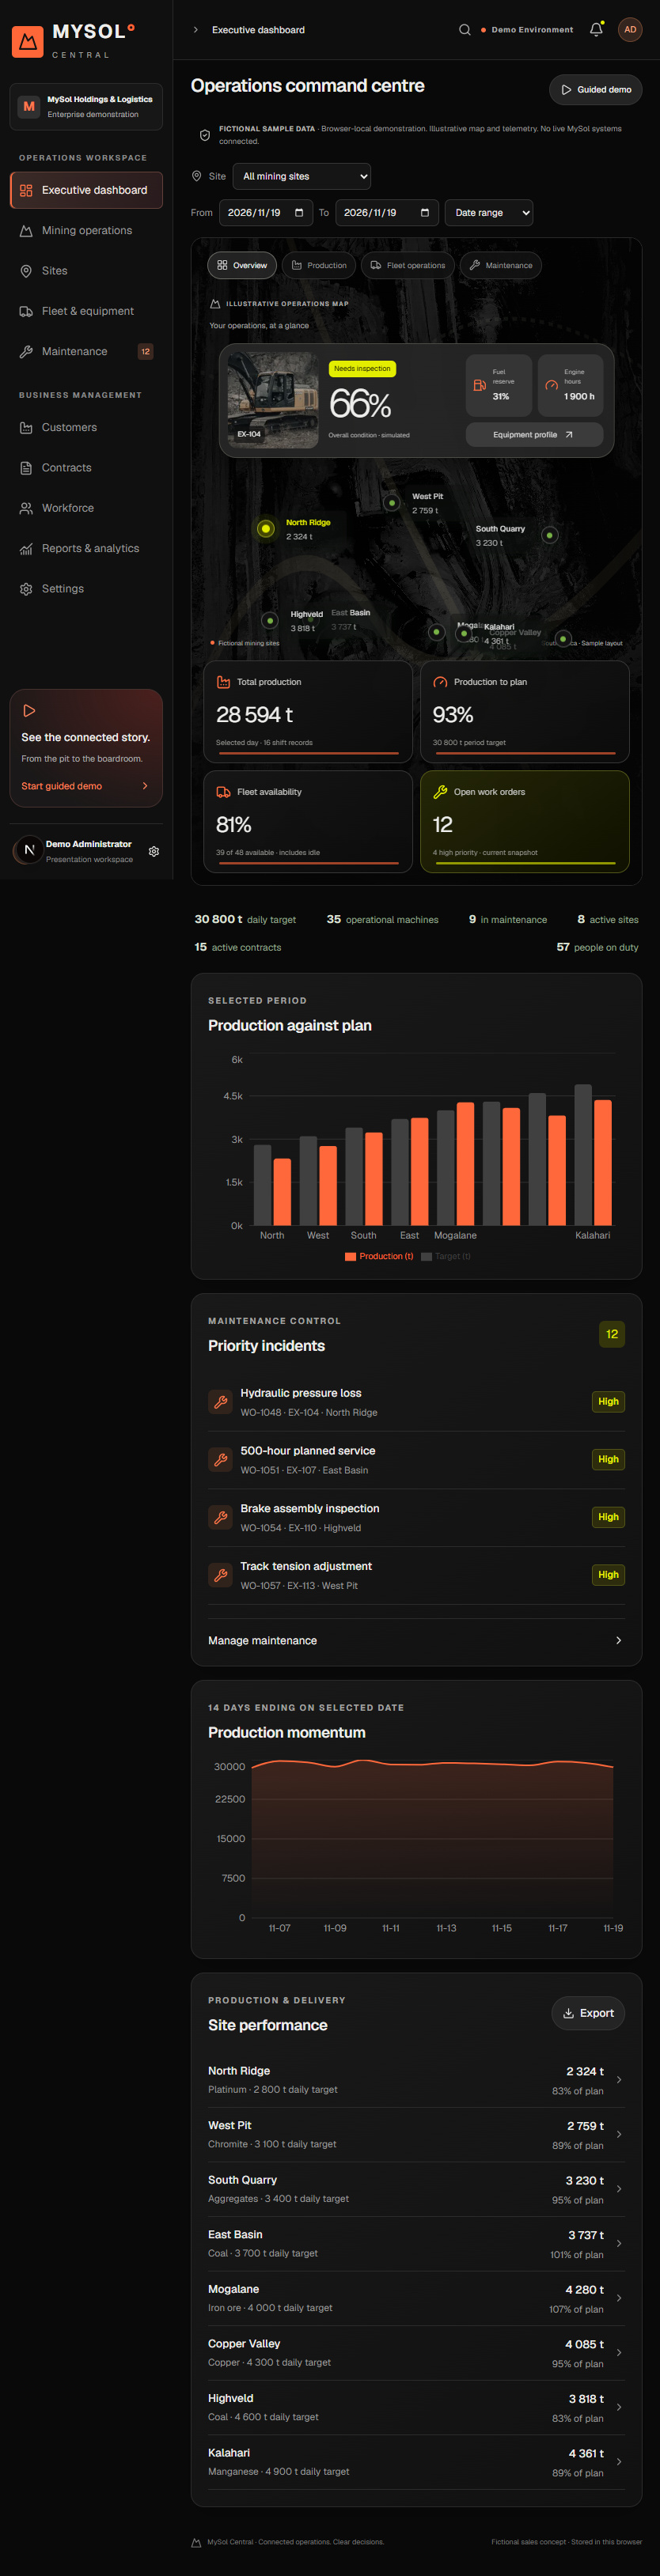 MYSOL
CENTRAL
M
MySol Holdings & Logistics
Enterprise demonstration
OPERATIONS WORKSPACE
Executive dashboard
Mining operations
Sites
Fleet & equipment
Maintenance 12
BUSINESS MANAGEMENT
Customers
Contracts
Workforce
Reports & analytics
Settings
See the connected story.
From the pit to the boardroom.
Start guided demo
N
Demo Administrator
Presentation workspace
Executive dashboard
Demo Environment
AD
Operations command centre
Guided demo
FICTIONAL SAMPLE DATA · Browser-local demonstration. Illustrative map and telemetry. No live MySol systems
connected.
Site All mining sites
From 2026/11/19 To 2026/11/19 Date range
Overview Production Fleet operations Maintenance
ILLUSTRATIVE OPERATIONS MAP
Your operations, at a glance
EX-104
Needs inspection
66%
Overall condition · simulated
Fuel
reserve
31%
Engine
hours
1 900 h
Equipment profile
West Pit
2 759 t
North Ridge
2 324 t
South Quarry
3 230 t
Highveld
3 818 t
East Basin
3 737 t
Kalahari
4 361 t
Copper Valley
4 085 t
Fictional mining sites
· Sample layout
Total production
28 594 t
Selected day · 16 shift records
Production to plan
93%
30 800 t period target
Fleet availability
81%
39 of 48 available · includes idle
Open work orders
12
4 high priority · current snapshot
30 800 t daily target 35 operational machines 9 in maintenance 8 active sites
15 active contracts 57 people on duty
SELECTED PERIOD
Production against plan
6k
4.5k
3k
1.5k
0k
North West South East Mogalane Kalahari
Production (t) Target (t)
MAINTENANCE CONTROL
Priority incidents
12
Hydraulic pressure loss
WO-1048 · EX-104 · North Ridge
High
500-hour planned service
WO-1051 · EX-107 · East Basin
High
Brake assembly inspection
WO-1054 · EX-110 · Highveld
High
Track tension adjustment
WO-1057 · EX-113 · West Pit
High
Manage maintenance
14 DAYS ENDING ON SELECTED DATE
Production momentum
30000
22500
15000
7500
0
11-07 11-09 11-11 11-13 11-15 11-17 11-19
PRODUCTION & DELIVERY
Site performance
Export
North Ridge 2 324 t
Platinum · 2 800 t daily target 83% of plan
West Pit 2 759 t
Chromite · 3 100 t daily target 89% of plan
South Quarry 3 230 t
Aggregates · 3 400 t daily target 95% of plan
East Basin 3 737 t
Coal · 3 700 t daily target 101% of plan
Mogalane 4 280 t
Iron ore · 4 000 t daily target 107% of plan
Copper Valley 4 085 t
Copper · 4 300 t daily target 95% of plan
Highveld 3 818 t
Coal · 4 600 t daily target 83% of plan
Kalahari 4 361 t
Manganese · 4 900 t daily target 89% of plan
MySol Central · Connected operations. Clear decisions.
Fictional sales concept · Stored in this browser